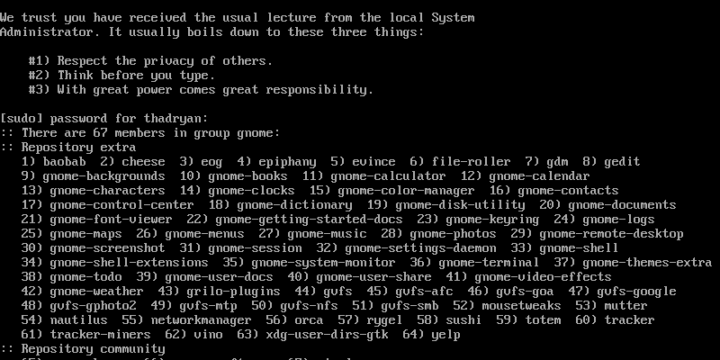 We trust you have received the usual lecture from the local System
Administrator. It usually boils down to these three things:
#1) Respect the privacy of others.
#2) Think before you type.
#3) With great power comes great responsibility.
[sudo] password for thadryan:
:: There are 67 members in group gnome:
:: Repository extra
1) baobab 2) cheese 3) eog 4) epiphany 5) evince 6) file-roller 7) gdm 8) gedit
9) gnome-backgrounds 10) gnome-books 11) gnome-calculator 12) gnome-calendar
13) gnome-characters 14) gnome-clocks 15) gnome-color-manager 16) gnome-contacts
17) gnome-control-center 18) gnome-dictionary 19) gnome-disk-utility 20) gnome-documents
21) gnome-font-viewer 22) gnome-getting-started-docs 23) gnome-keyring 24) gnome-logs
25) gnome-maps 26) gnome-menus 27) gnome-music 28) gnome-photos 29) gnome-remote-desktop
30) gnome-screenshot 31) gnome-session 32) gnome-settings-daemon 33) gnome-shell
34) gnome-shell-extensions 35) gnome-system-monitor 36) gnome-terminal 37) gnome-themes-extra
38) gnome-todo 39) gnome-user-docs 40) gnome-user-share 41) gnome-video-effects
42) gnome-weather 43) grilo-plugins 44) gvfs 45) gvfs-afc 46) gvfs-goa 47) gvfs-google
48) gvfs-gphoto2 49) gvfs-mtp 50) gvfs-nfs 51) gvfs-smb 52) mousetweaks 53) mutter
54) nautilus 55) networkmanager 56) orca 57) rygel 58) sushi 59) totem 60) tracker
61) tracker-miners 62) vino 63) xdg-user-dirs-gtk 64) yelp
:: Repository community